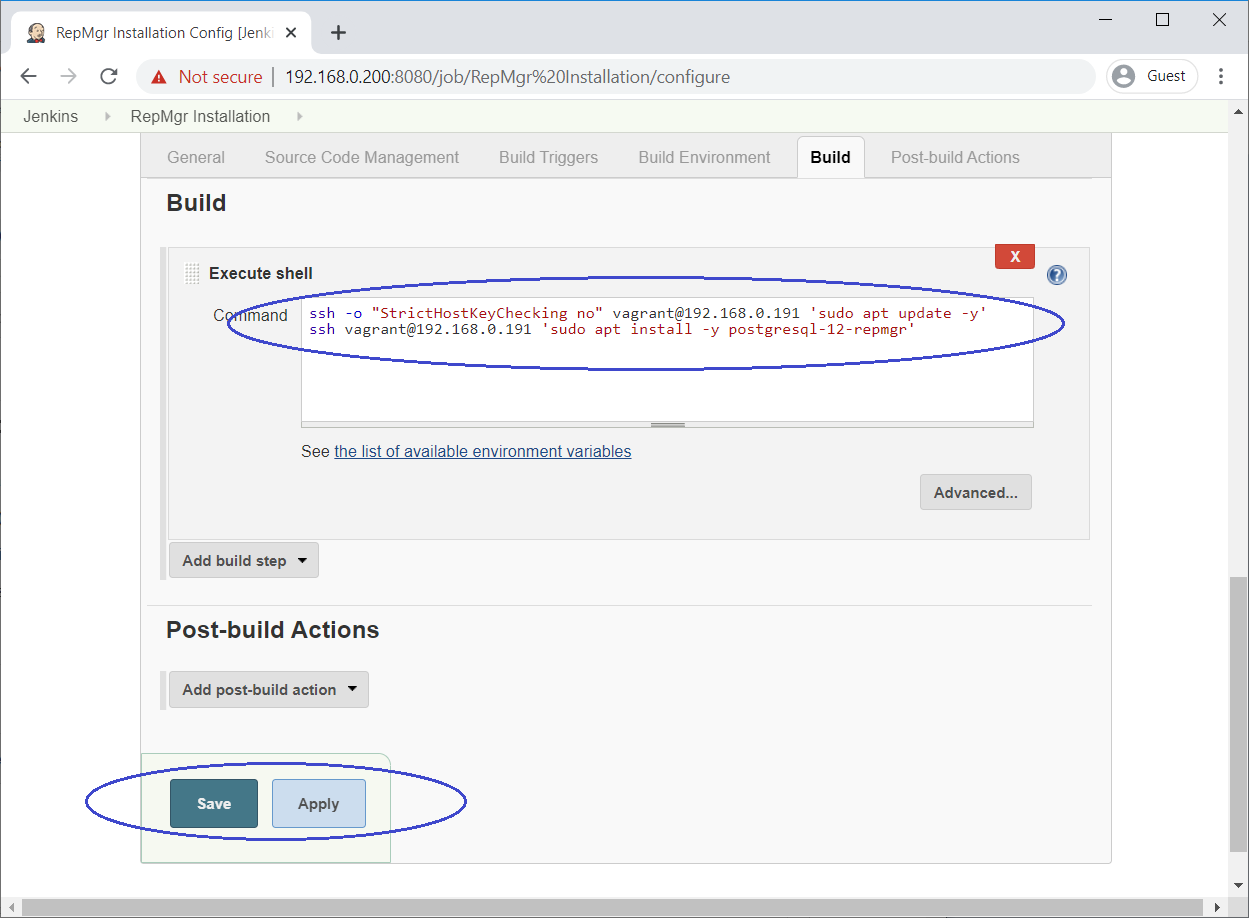 RepMgr Installation Config [Jenki
Not secure | 192.168.0.200:8080/job/RepMgr%20Installation/configure
Guest
Jenkins
RepMgr Installation
General
Source Code Management
Build Triggers
Build Environment
Build
Post-build Actions
Build
X
Execute shell
?
Command
ssh -o "StrictHostKeyChecking no" vagrant@192.168.0.191 'sudo apt update -y'
ssh vagrant@192.168.0.191 'sudo apt install -y postgresql-12-repmgr'
See the list of available environment variables
Advanced...
Add build step
Post-build Actions
Add post-build action
Save
Apply